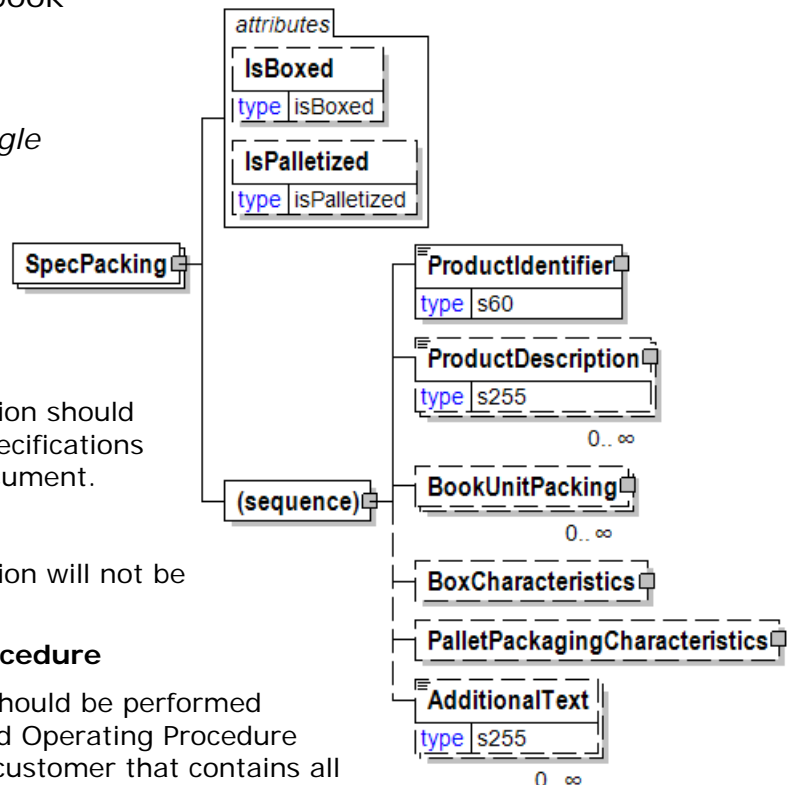 book
gle
ion should
ecifications
ument.
ion will not be
cedure
hould be performed
d Operating Procedure
customer that contains all
attributes
IsBoxed
type isBoxed
IsPalletized
type isPalletized
SpecPacking
(sequence)
ProductIdentifier
type s60
ProductDescription
type s255
0.. ∞
BookUnitPacking
0.. ∞
BoxCharacteristics
PalletPackagingCharacteristics
AdditionalText
type s255
0.. ∞